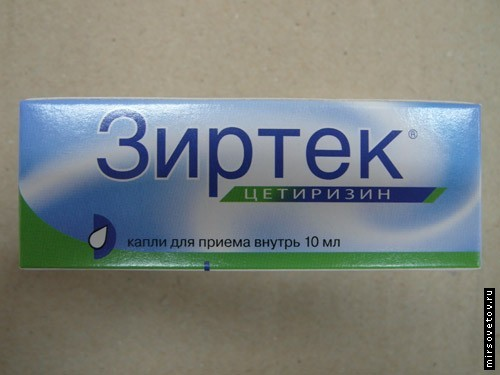 Зиртек®
ЦЕТИРИЗИН
капли для приема внутрь 10 мл
mirsovetov.ru